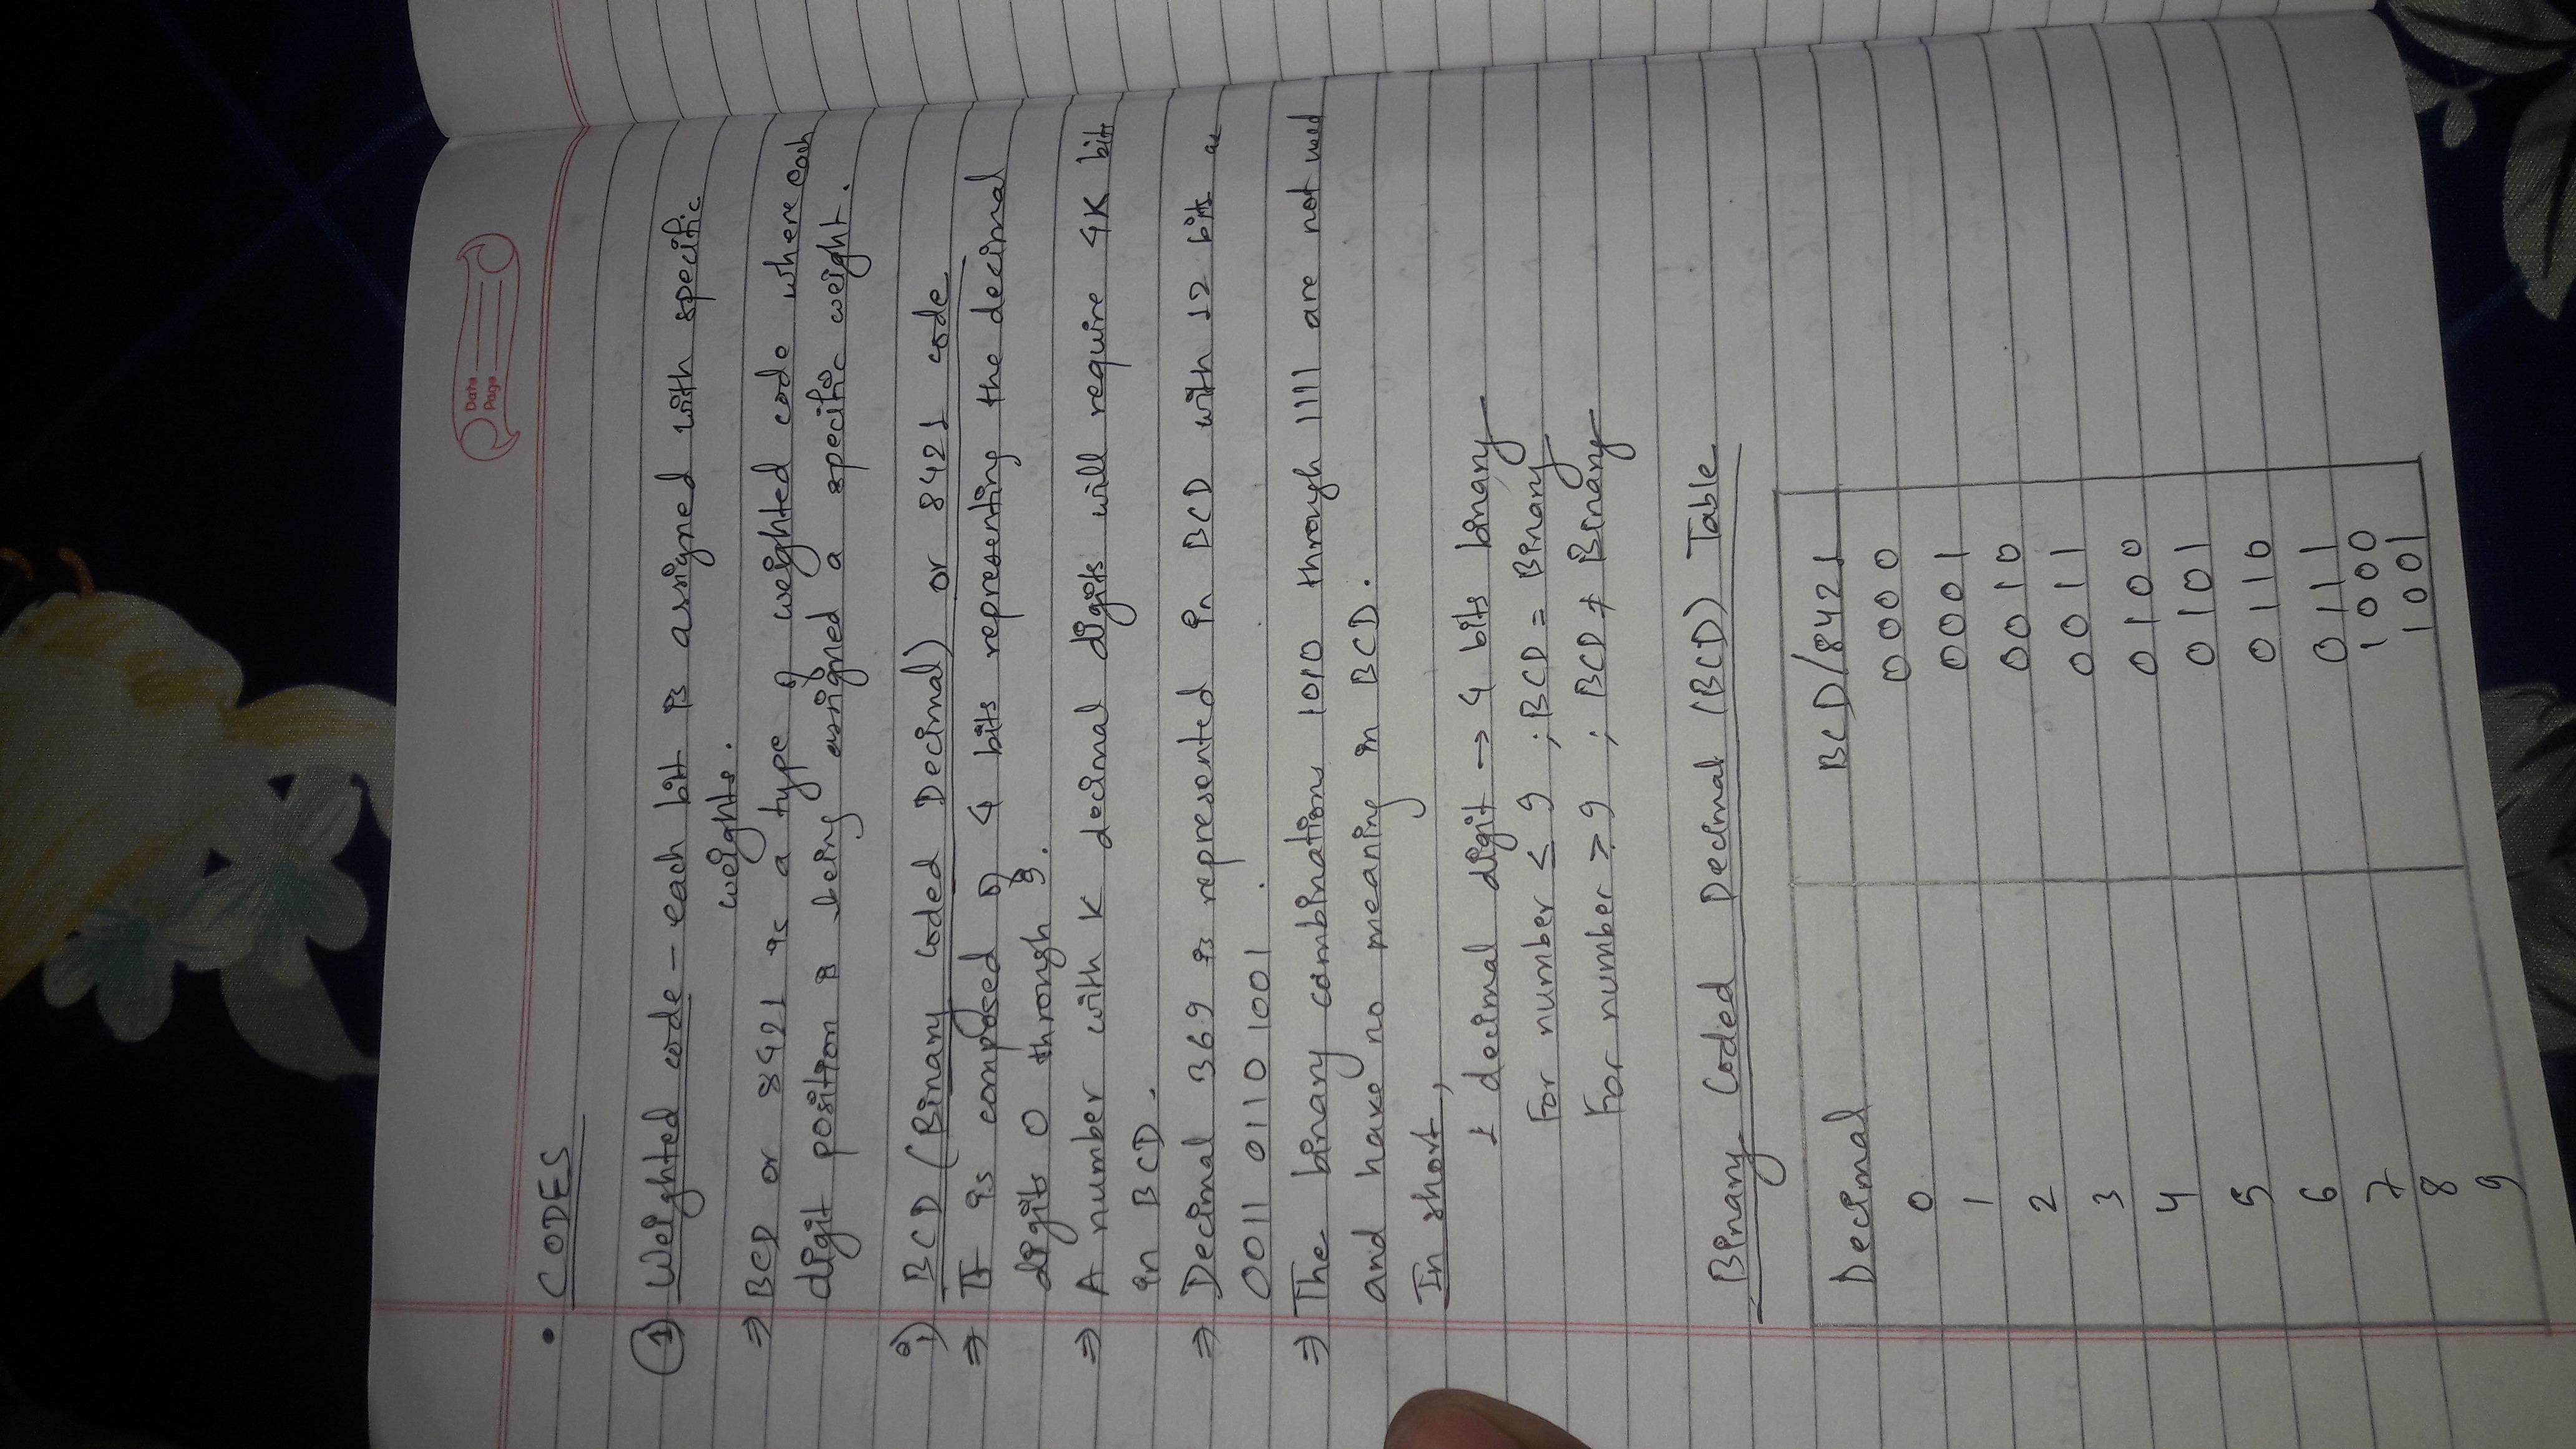 Date
Page
• CODES
① Weighted code - each bit is assigned with specific
weights.
⇒ BCD or 8421 is a type of weighted code where each
digit position is being assigned a specific weight.
i) BCD (Binary Coded Decimal) or 8421 code
⇒ It is composed of 4 bits representing the decimal
digits 0 through 9.
⇒ A number with K decimal digits will require 4K bits
in BCD.
⇒ Decimal 369 is represented in BCD with 12 bits as
0011 0110 1001.
⇒ The binary combinations 1010 through 1111 are not used
and have no meaning in BCD.
In short,
1 decimal digit → 4 bits binary
For number ≤ 9 ; BCD = Binary
For number > 9 ; BCD ≠ Binary
Binary Coded Decimal (BCD) Table
Decimal BCD/8421
0 0000
1 0001
2 0010
3 0011
4 0100
5 0101
6 0110
7 0111
8 1000
9 1001